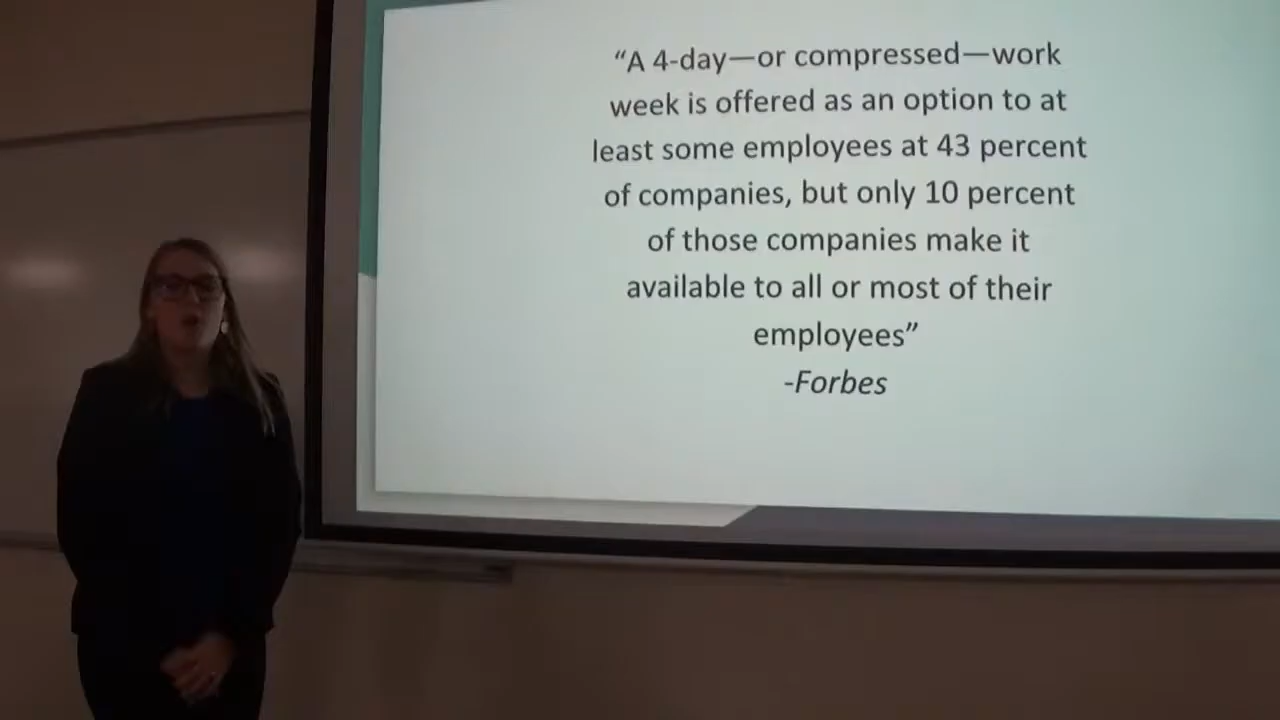 “A 4-day—or compressed—work
week is offered as an option to at
least some employees at 43 percent
of companies, but only 10 percent
of those companies make it
available to all or most of their
employees”
-Forbes